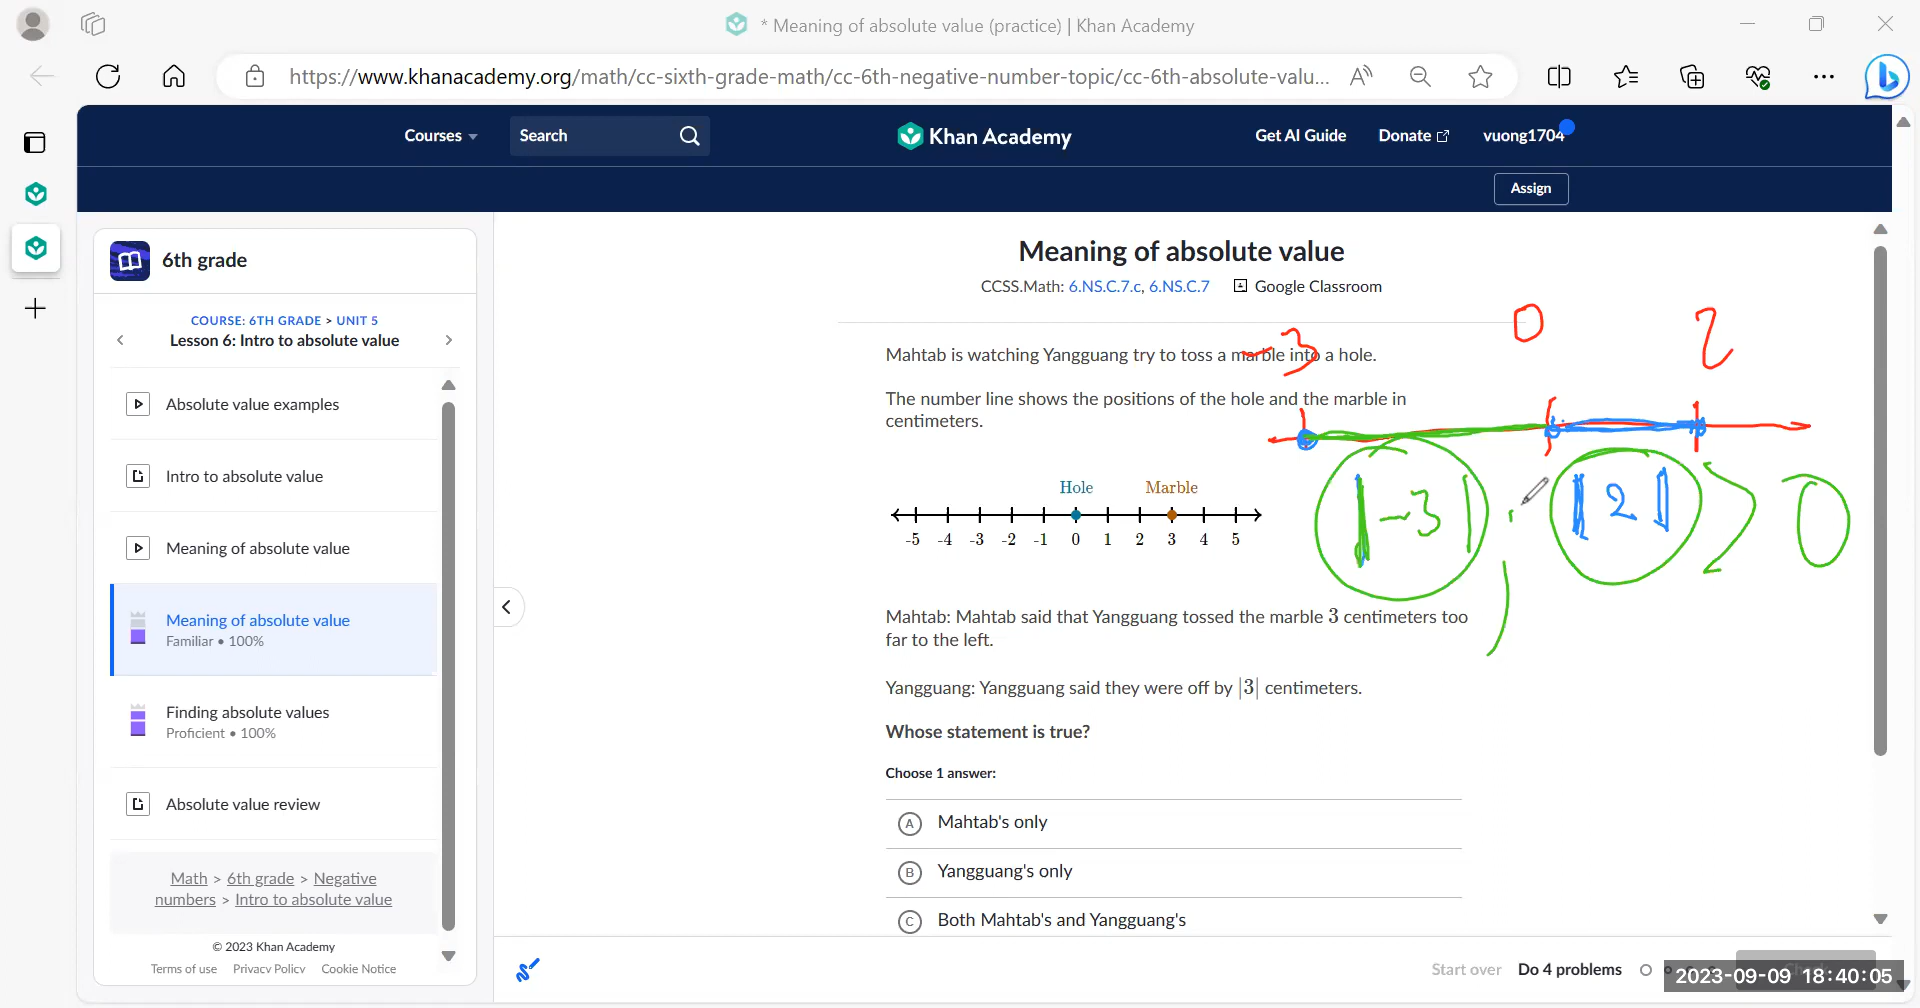 * Meaning of absolute value (practice) | Khan Academy
https://www.khanacademy.org/math/cc-sixth-grade-math/cc-6th-negative-number-topic/cc-6th-absolute-valu...
Courses
Search
Khan Academy
Get AI Guide
Donate
vuong1704
Assign
6th grade
COURSE: 6TH GRADE > UNIT 5
Lesson 6: Intro to absolute value
Absolute value examples
Intro to absolute value
Meaning of absolute value
Meaning of absolute value
Familiar • 100%
Finding absolute values
Proficient • 100%
Absolute value review
Math > 6th grade > Negative
numbers > Intro to absolute value
© 2023 Khan Academy
Terms of use Privacy Policy Cookie Notice
Meaning of absolute value
CCSS.Math: 6.NS.C.7.c, 6.NS.C.7 Google Classroom
Mahtab is watching Yangguang try to toss a marble into a hole.
The number line shows the positions of the hole and the marble in
centimeters.
-3 0 2
Hole Marble
-5 -4 -3 -2 -1 0 1 2 3 4 5
|-3| , |2| > 0
Mahtab: Mahtab said that Yangguang tossed the marble 3 centimeters too
far to the left.
Yangguang: Yangguang said they were off by |3| centimeters.
Whose statement is true?
Choose 1 answer:
A Mahtab's only
B Yangguang's only
C Both Mahtab's and Yangguang's
Start over Do 4 problems
2023-09-09 18:40:05